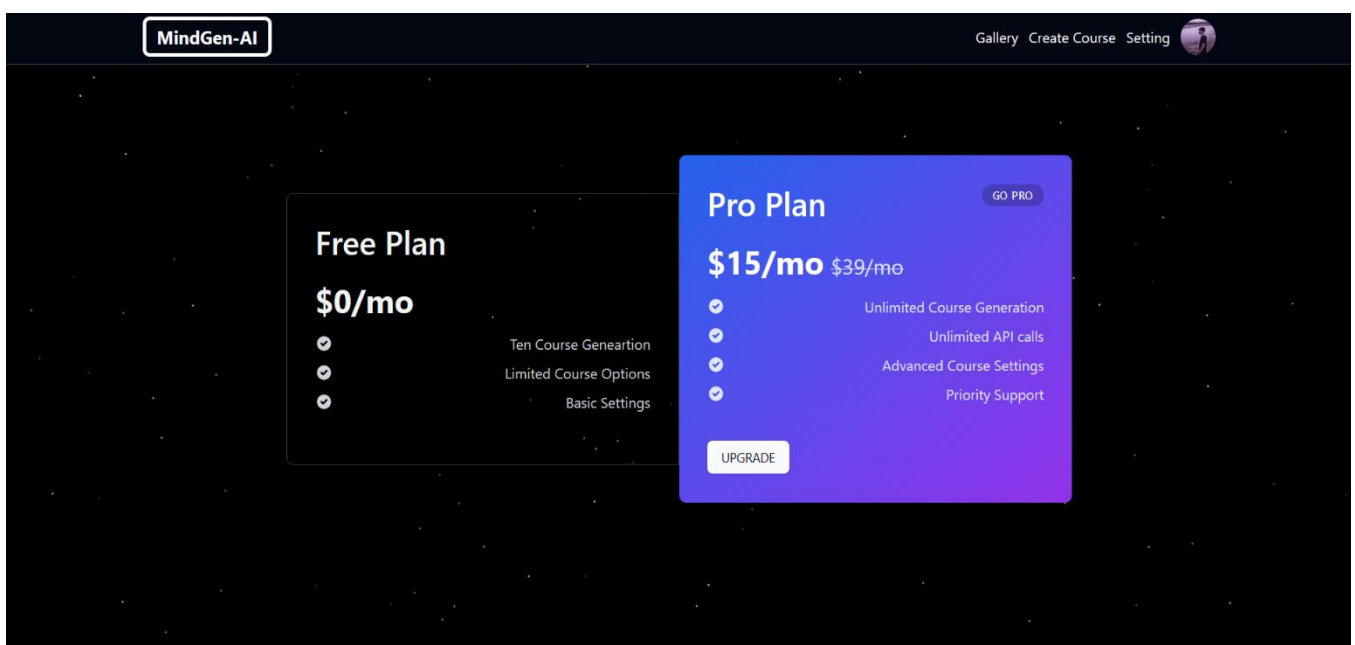 MindGen-AI
Gallery Create Course Setting
Free Plan
$0/mo
Ten Course Geneartion
Limited Course Options
Basic Settings
Pro Plan
GO PRO
$15/mo $39/mo
Unlimited Course Generation
Unlimited API calls
Advanced Course Settings
Priority Support
UPGRADE